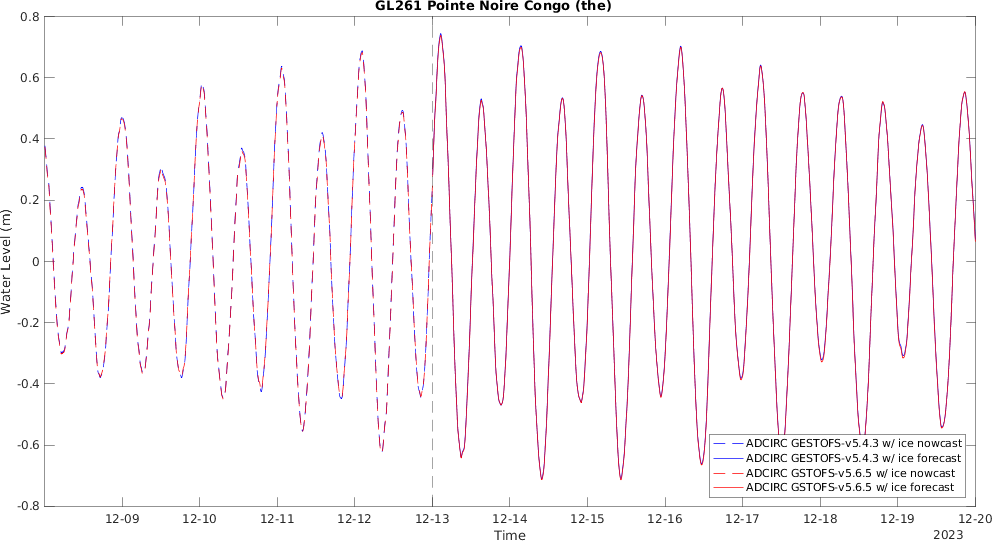 GL261 Pointe Noire Congo (the)
0.8
0.6
0.4
0.2
0
-0.2
-0.4
-0.6
-0.8
Water Level (m)
ADCIRC GESTOFS-v5.4.3 w/ ice nowcast
ADCIRC GESTOFS-v5.4.3 w/ ice forecast
ADCIRC GSTOFS-v5.6.5 w/ ice nowcast
ADCIRC GSTOFS-v5.6.5 w/ ice forecast
12-09 12-10 12-11 12-12 12-13 12-14 12-15 12-16 12-17 12-18 12-19 12-20
Time
2023